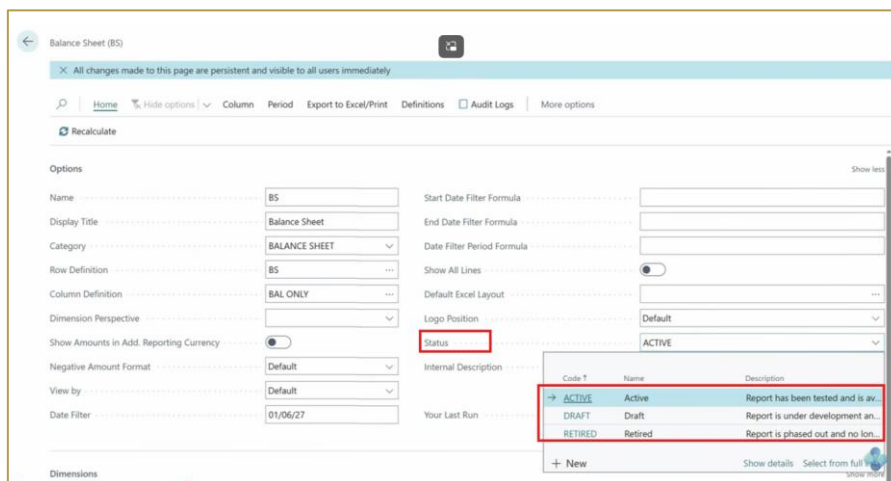 Balance Sheet (BS)
All changes made to this page are persistent and visible to all users immediately
Home Hide options Column Period Export to Excel/Print Definitions Audit Logs More options
Recalculate
Options Show less
Name BS Start Date Filter Formula
Display Title Balance Sheet End Date Filter Formula
Category BALANCE SHEET Date Filter Period Formula
Row Definition BS ... Show All Lines
Column Definition BAL ONLY ... Default Excel Layout ...
Dimension Perspective Logo Position Default
Show Amounts in Add. Reporting Currency Status ACTIVE
Negative Amount Format Default Internal Description
View by Default
Date Filter 01/06/27 Your Last Run
Code ↑ Name Description
→ ACTIVE Active Report has been tested and is av...
DRAFT Draft Report is under development an...
RETIRED Retired Report is phased out and no lon...
+ New Show details Select from full
Dimensions Show more